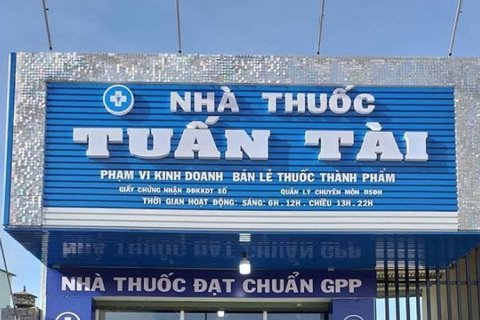 NHÀ THUỐC
TUẤN TÀI
PHẠM VI KINH DOANH BÁN LẺ THUỐC THÀNH PHẨM
GIẤY CHỨNG NHẬN ĐĐKKDT SỐ QUẢN LÝ CHUYÊN MÔN DSĐH
THỜI GIAN HOẠT ĐỘNG: SÁNG: 6H - 12H . CHIỀU 13H - 22H
NHÀ THUỐC ĐẠT CHUẨN GPP